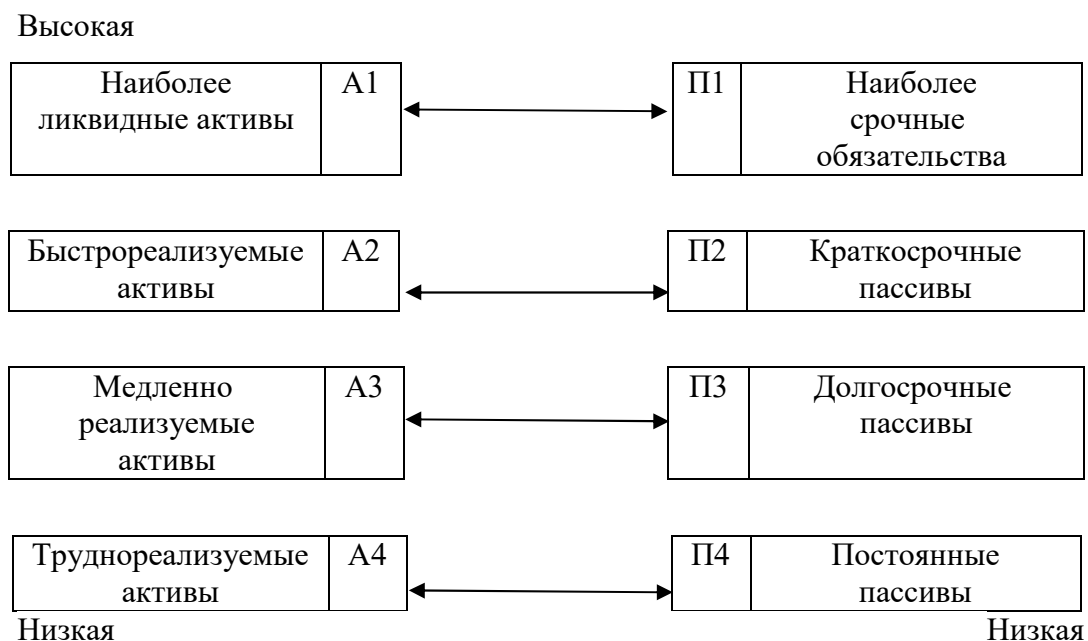 Высокая
Наиболее
ликвидные активы
А1
П1
Наиболее
срочные
обязательства
Быстрореализуемые
активы
А2
П2
Краткосрочные
пассивы
Медленно
реализуемые
активы
А3
П3
Долгосрочные
пассивы
Труднореализуемые
активы
А4
П4
Постоянные
пассивы
Низкая
Низкая